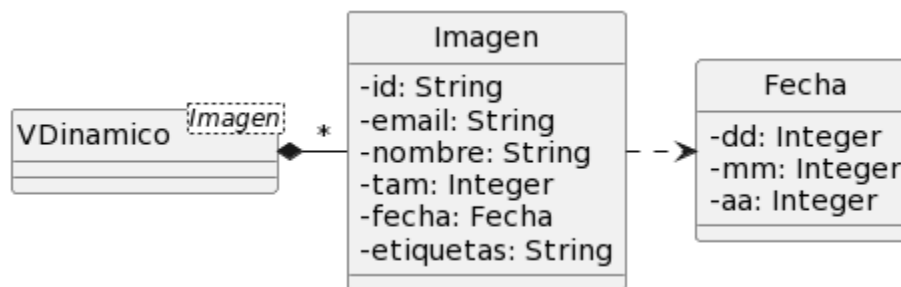 VDinamico
Imagen
*
Imagen
-id: String
-email: String
-nombre: String
-tam: Integer
-fecha: Fecha
-etiquetas: String
Fecha
-dd: Integer
-mm: Integer
-aa: Integer